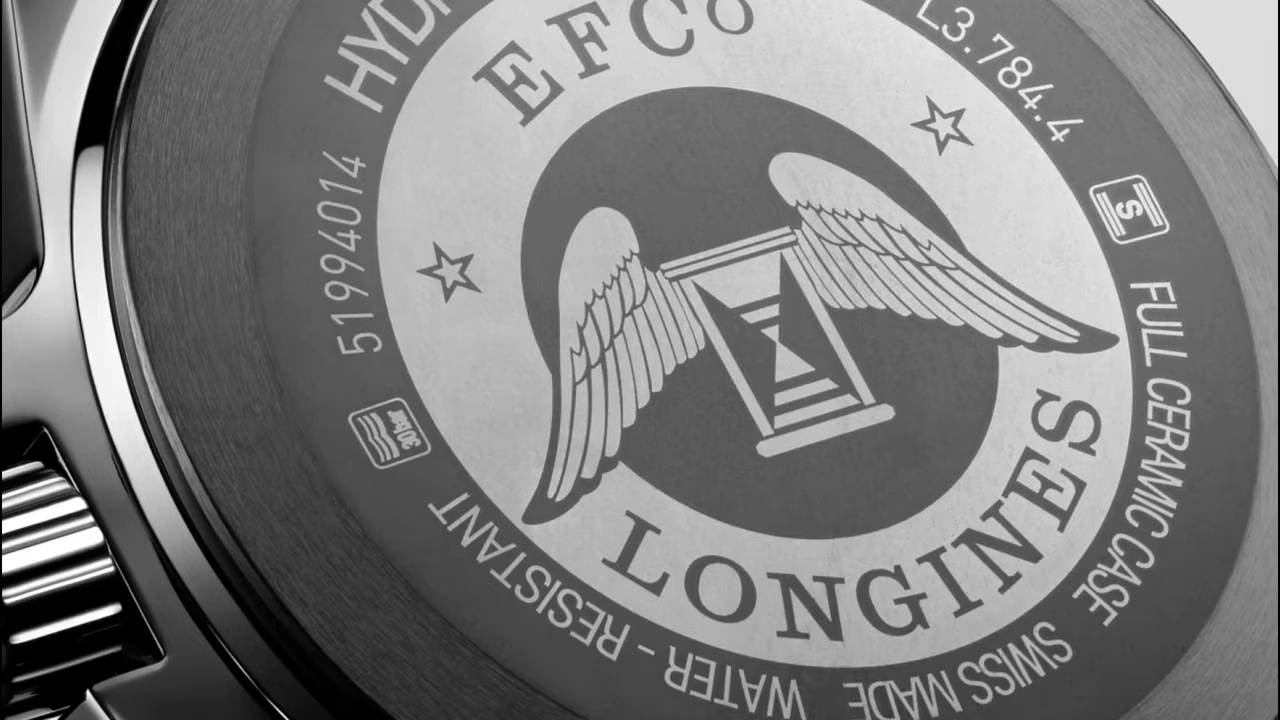 EFCo
LONGINES
L3.784.4
S
FULL CERAMIC CASE
SWISS MADE
WATER - RESISTANT
30 bar
51994014